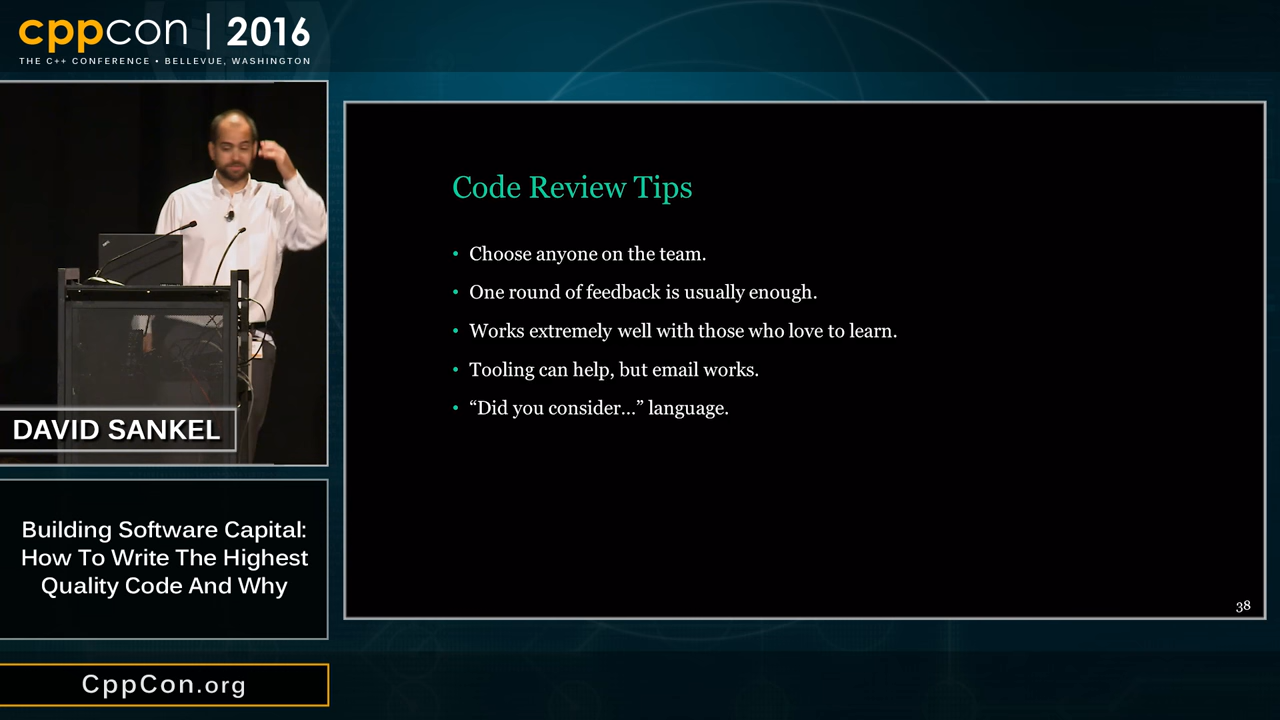 cppcon | 2016
THE C++ CONFERENCE • BELLEVUE, WASHINGTON
DAVID SANKEL
Building Software Capital:
How To Write The Highest
Quality Code And Why
CppCon.org
Code Review Tips
• Choose anyone on the team.
• One round of feedback is usually enough.
• Works extremely well with those who love to learn.
• Tooling can help, but email works.
• “Did you consider…” language.
38